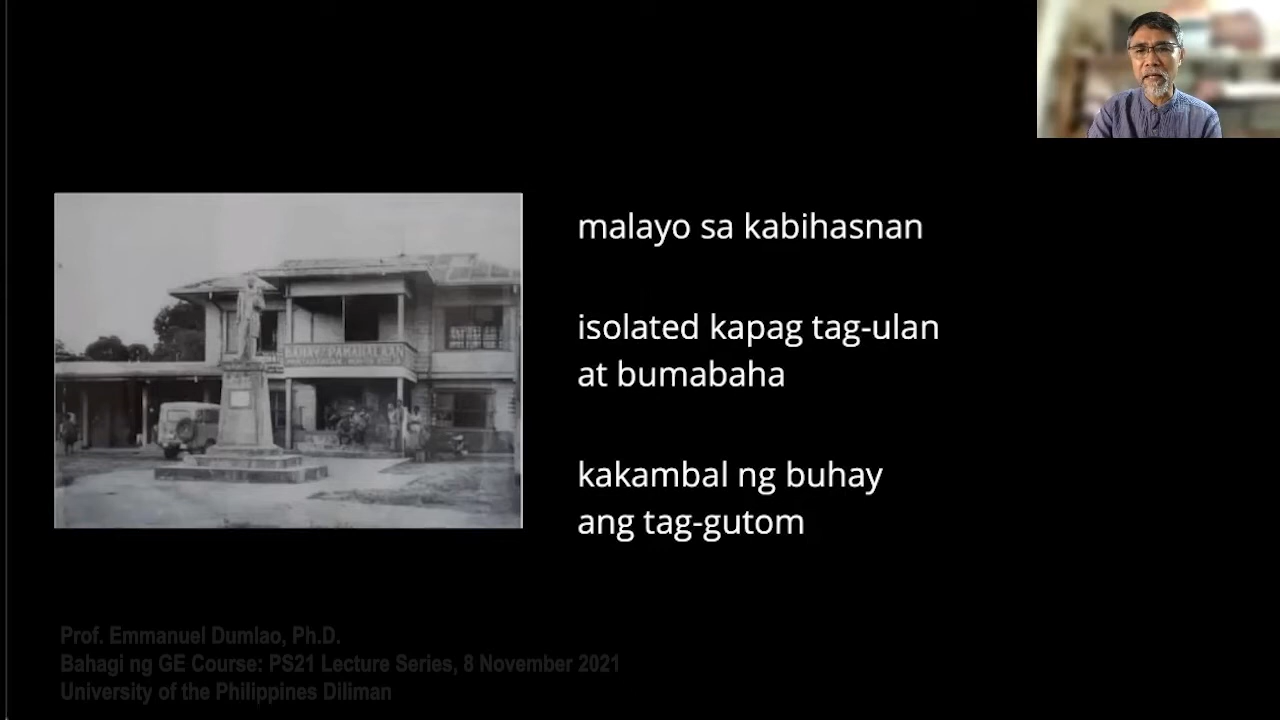 BAHAY PAMAHALAAN
malayo sa kabihasnan
isolated kapag tag-ulan
at bumabaha
kakambal ng buhay
ang tag-gutom
Prof. Emmanuel Dumlao, Ph.D.
Bahagi ng GE Course: PS21 Lecture Series, 8 November 2021
University of the Philippines Diliman